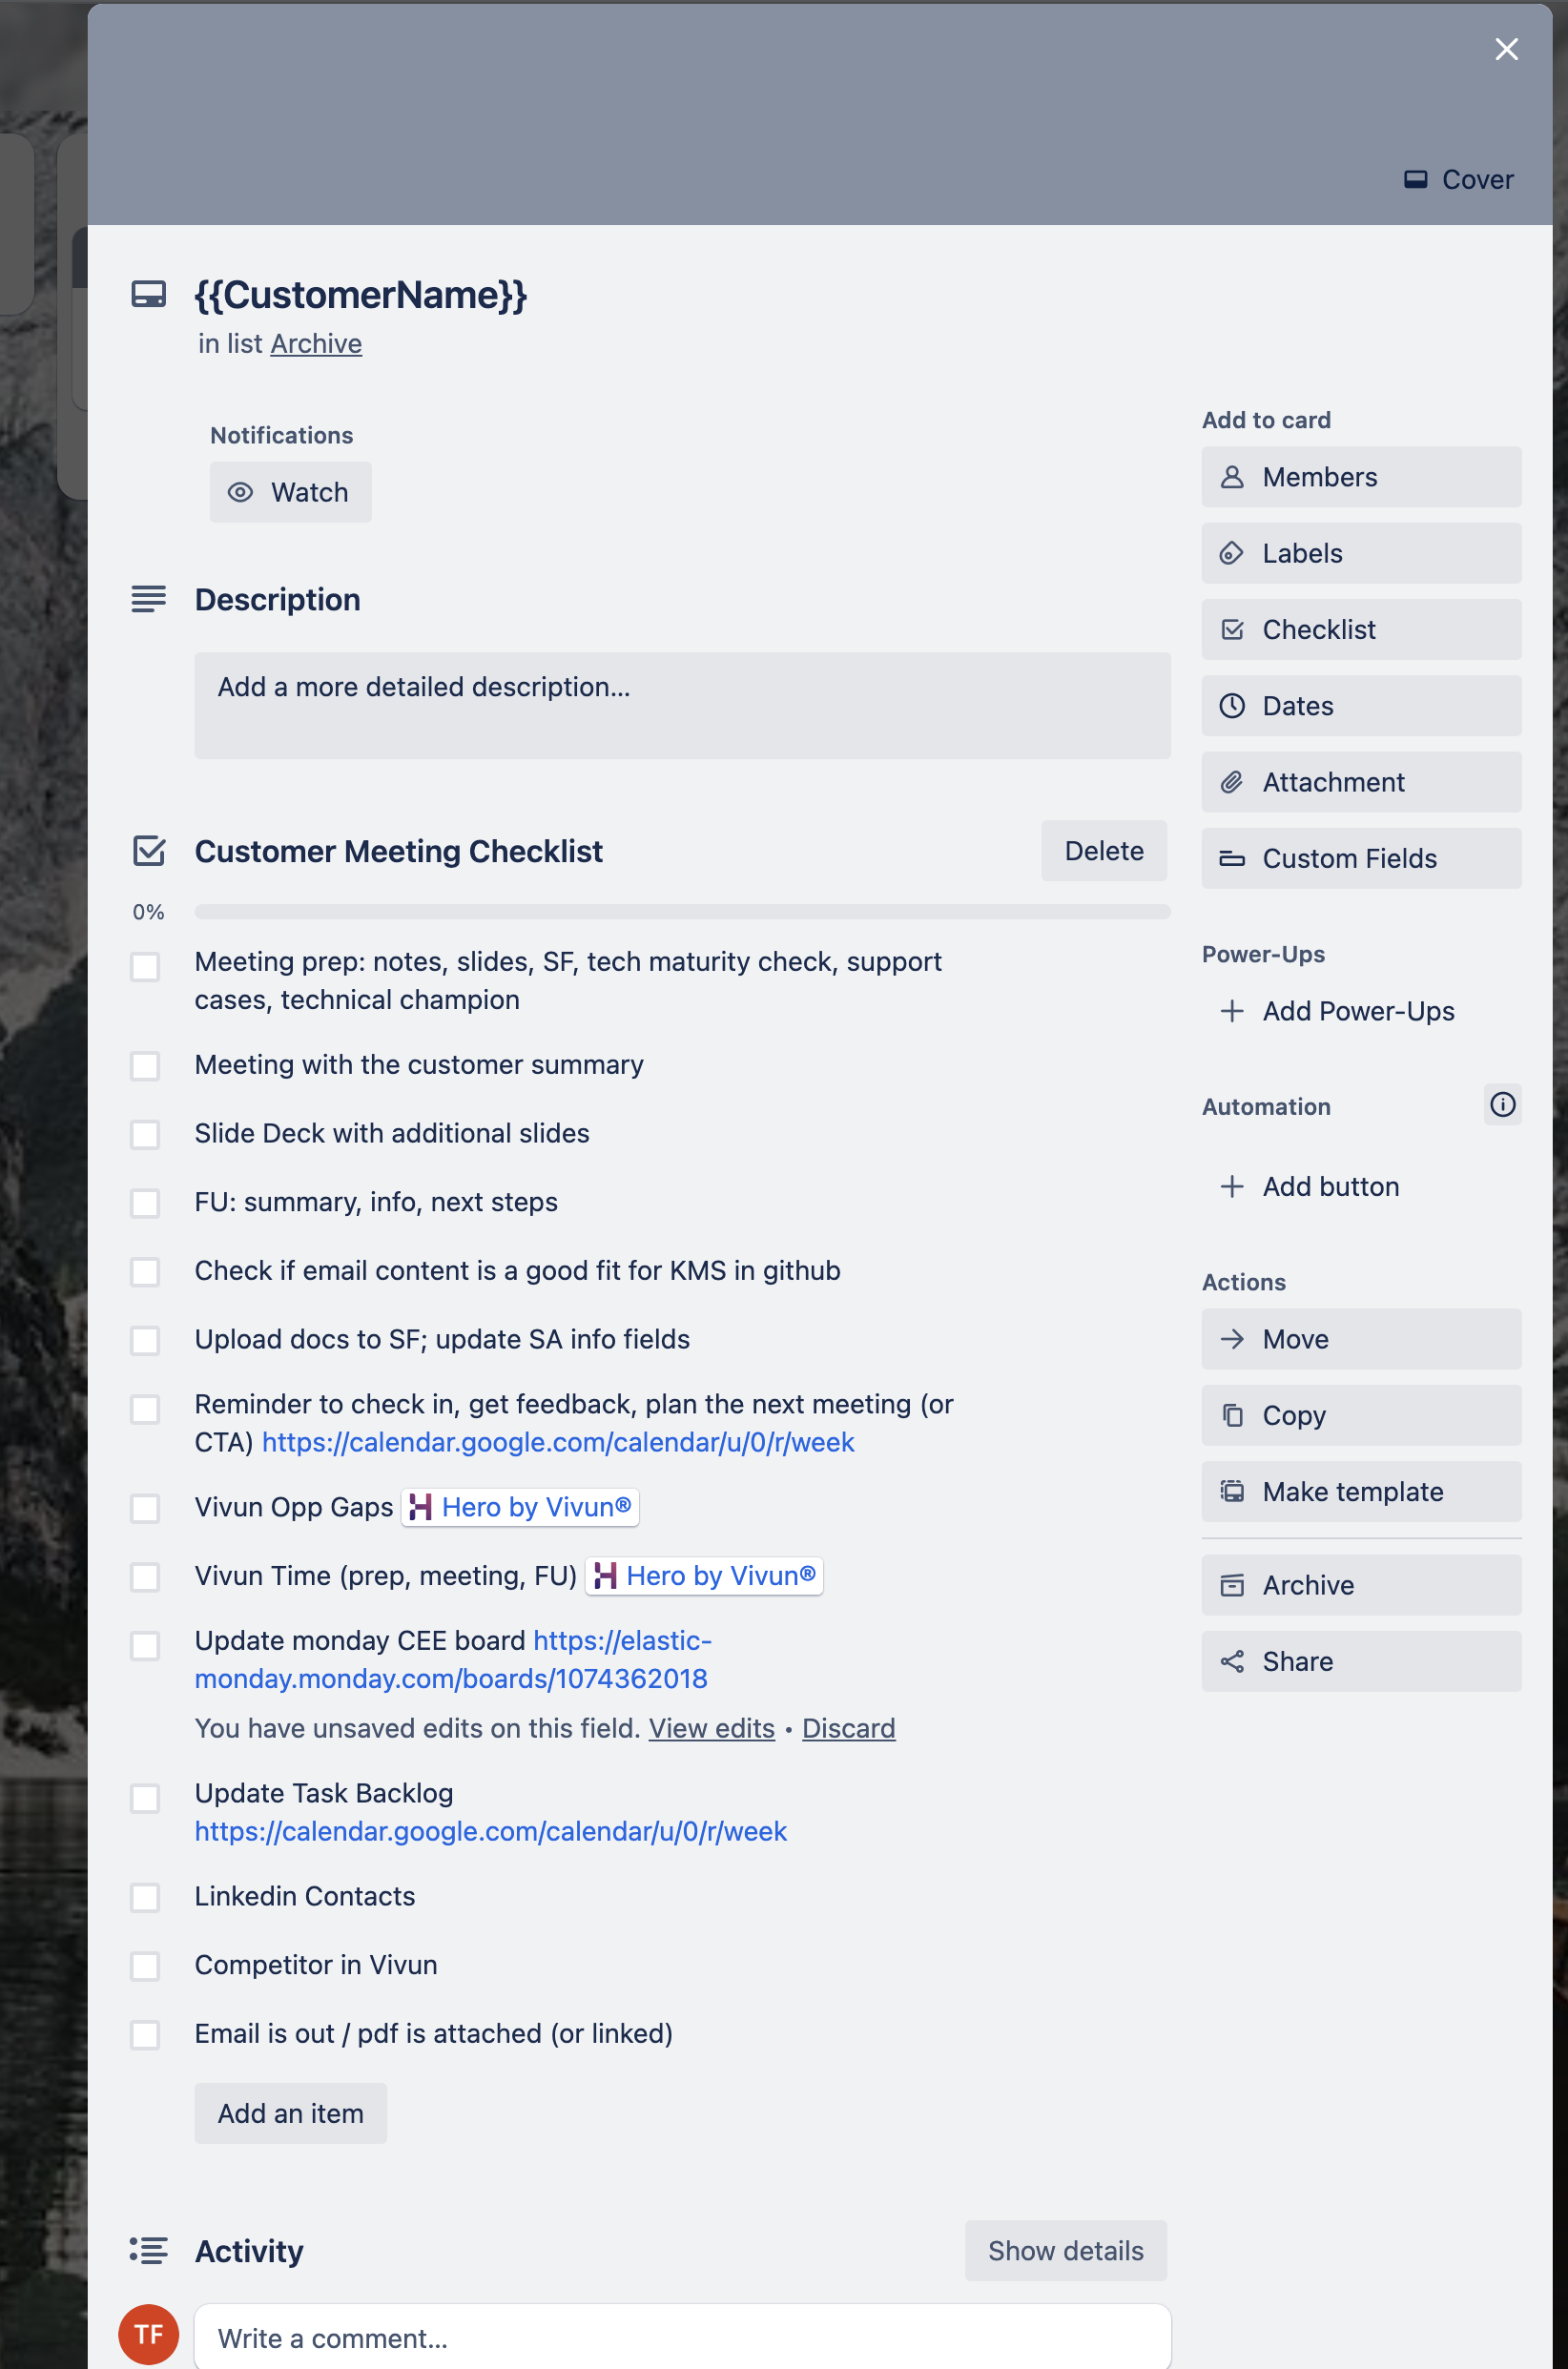 Cover
{{CustomerName}}
in list Archive
Notifications
Watch
Description
Add a more detailed description...
Customer Meeting Checklist
Delete
0%
Meeting prep: notes, slides, SF, tech maturity check, support
cases, technical champion
Meeting with the customer summary
Slide Deck with additional slides
FU: summary, info, next steps
Check if email content is a good fit for KMS in github
Upload docs to SF; update SA info fields
Reminder to check in, get feedback, plan the next meeting (or
CTA) https://calendar.google.com/calendar/u/0/r/week
Vivun Opp Gaps Hero by Vivun®
Vivun Time (prep, meeting, FU) Hero by Vivun®
Update monday CEE board https://elastic-
monday.monday.com/boards/1074362018
You have unsaved edits on this field. View edits • Discard
Update Task Backlog
https://calendar.google.com/calendar/u/0/r/week
Linkedin Contacts
Competitor in Vivun
Email is out / pdf is attached (or linked)
Add an item
Activity
Show details
TF
Write a comment...
Add to card
Members
Labels
Checklist
Dates
Attachment
Custom Fields
Power-Ups
Add Power-Ups
Automation
Add button
Actions
Move
Copy
Make template
Archive
Share